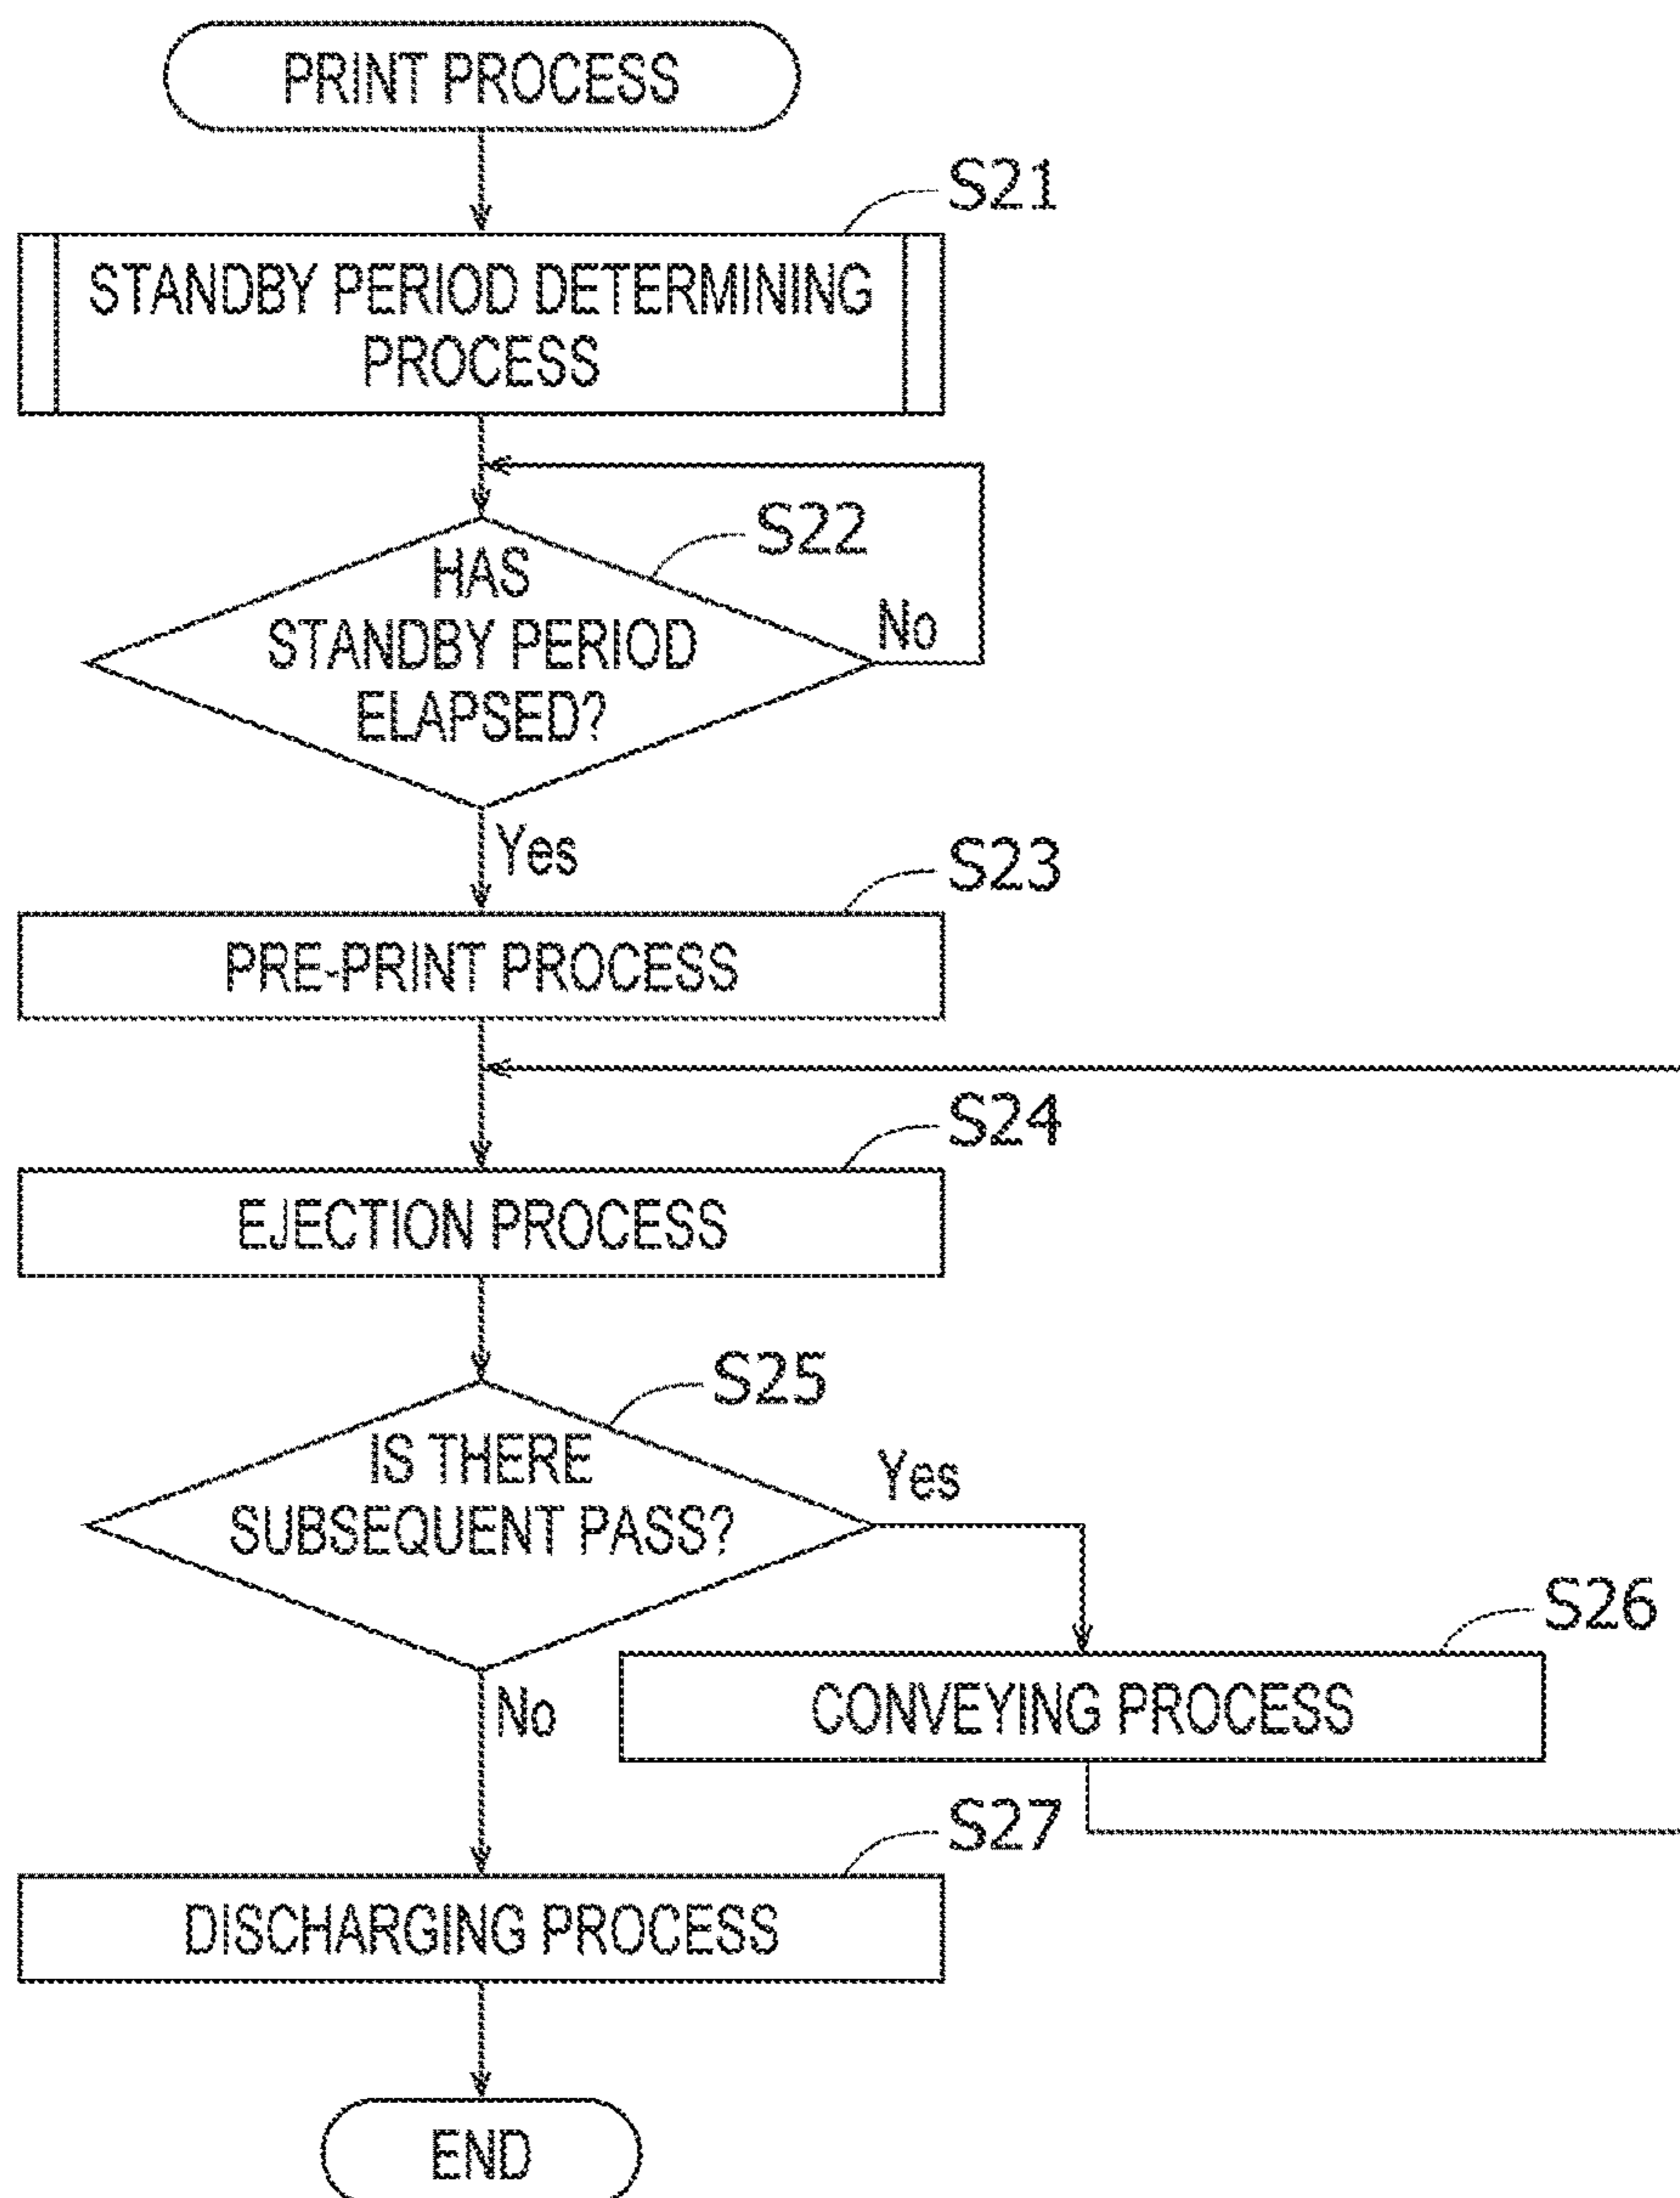 PRINT PROCESS
S21
STANDBY PERIOD DETERMINING
PROCESS
S22
HAS
STANDBY PERIOD
ELAPSED?
No
Yes
S23
PRE-PRINT PROCESS
S24
EJECTION PROCESS
S25
IS THERE
SUBSEQUENT PASS?
Yes
S26
CONVEYING PROCESS
No
S27
DISCHARGING PROCESS
END